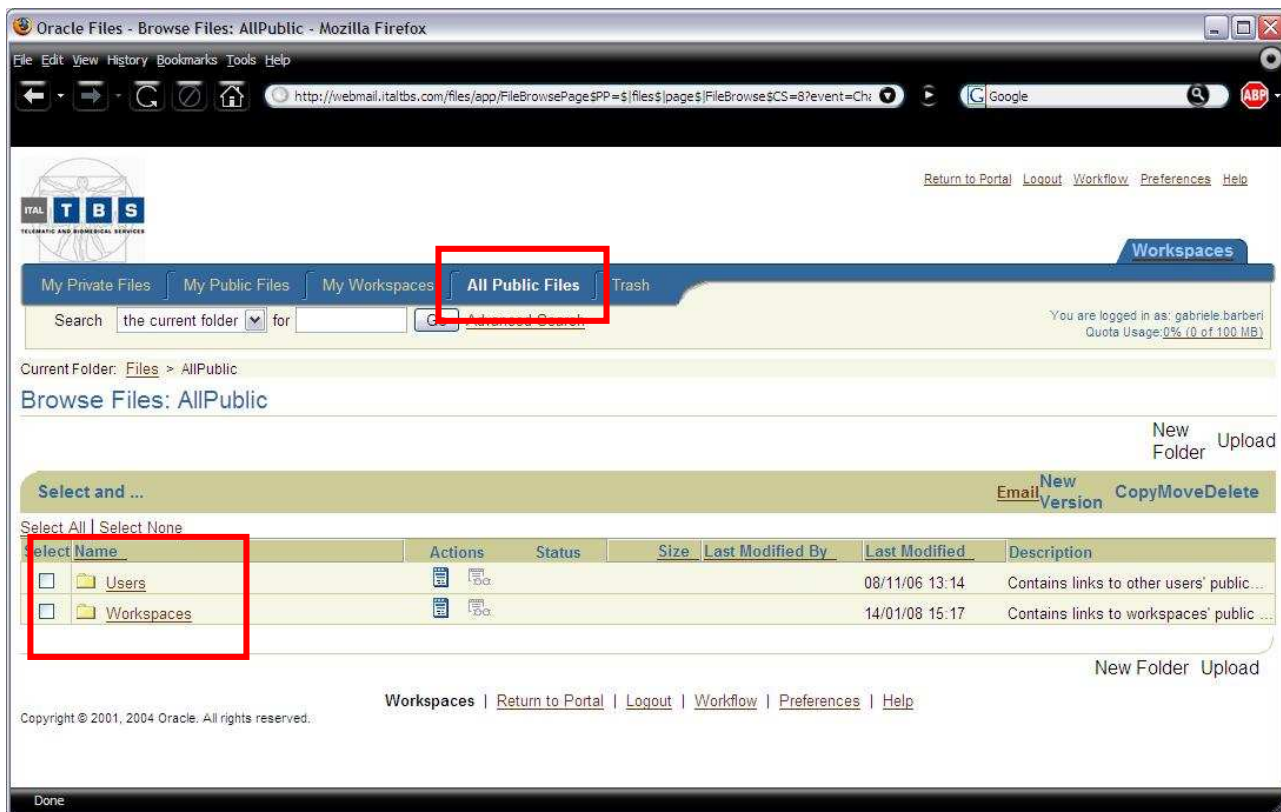 Oracle Files - Browse Files: AllPublic - Mozilla Firefox
File Edit View History Bookmarks Tools Help
http://webmail.italtbs.com/files/app/FileBrowsePage$PP=$|files$|page$|FileBrowse$CS=8?event=Cha
Google
ABP
Return to Portal Logout Workflow Preferences Help
ITAL T B S
TELEMATIC AND BIOMEDICAL SERVICES
Workspaces
My Private Files My Public Files My Workspaces All Public Files Trash
Search the current folder for Go Advanced Search
You are logged in as: gabriele.barberi
Quota Usage:0% (0 of 100 MB)
Current Folder: Files > AllPublic
Browse Files: AllPublic
New Folder Upload
Select and ... Email New Version Copy Move Delete
Select All | Select None
Select Name Actions Status Size Last Modified By Last Modified Description
Users 08/11/06 13:14 Contains links to other users' public...
Workspaces 14/01/08 15:17 Contains links to workspaces' public ...
New Folder Upload
Workspaces | Return to Portal | Logout | Workflow | Preferences | Help
Copyright © 2001, 2004 Oracle. All rights reserved.
Done